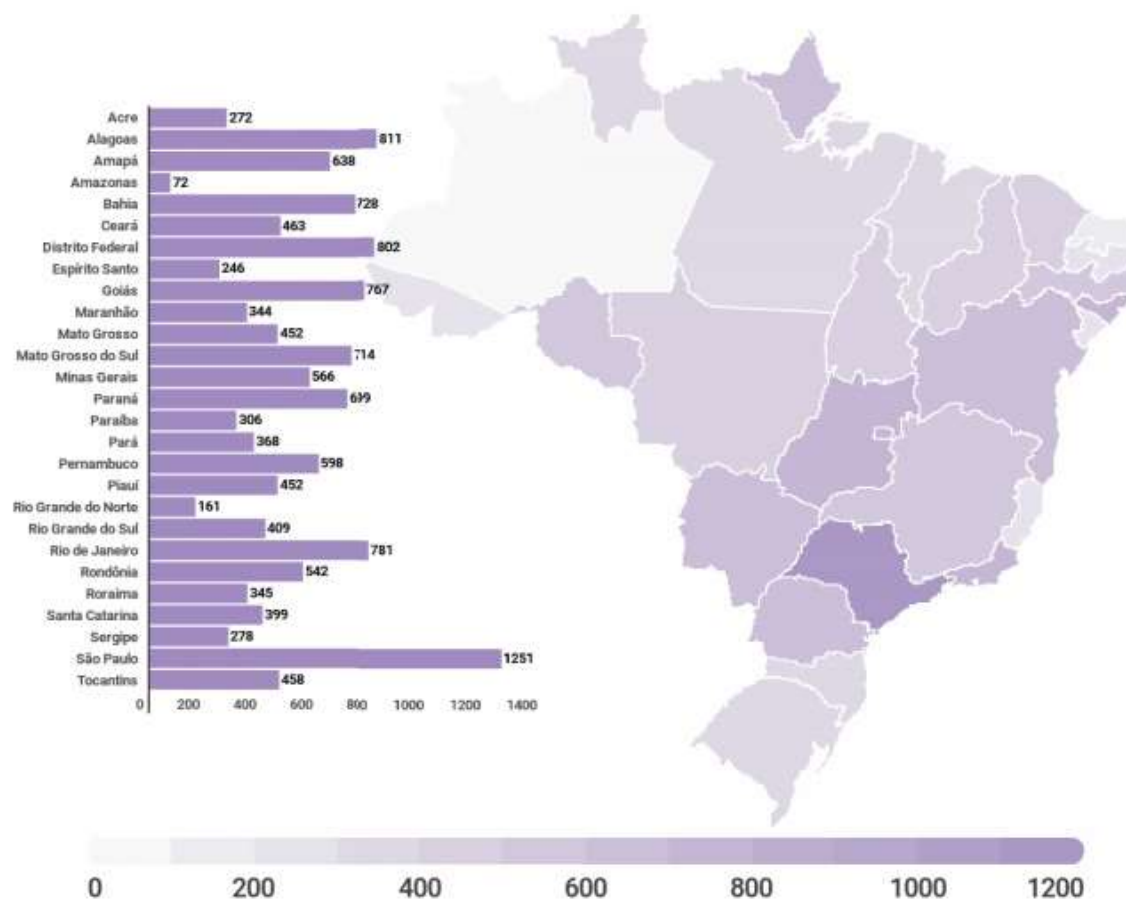 Acre 272
Alagoas 811
Amapá 638
Amazonas 72
Bahia 728
Ceará 463
Distrito Federal 802
Espírito Santo 246
Goiás 767
Maranhão 344
Mato Grosso 452
Mato Grosso do Sul 714
Minas Gerais 566
Paraná 699
Paraíba 306
Pará 368
Pernambuco 598
Piauí 452
Rio Grande do Norte 161
Rio Grande do Sul 409
Rio de Janeiro 781
Rondônia 542
Roraima 345
Santa Catarina 399
Sergipe 278
São Paulo 1251
Tocantins 458
0 200 400 600 800 1000 1200 1400
0 200 400 600 800 1000 1200